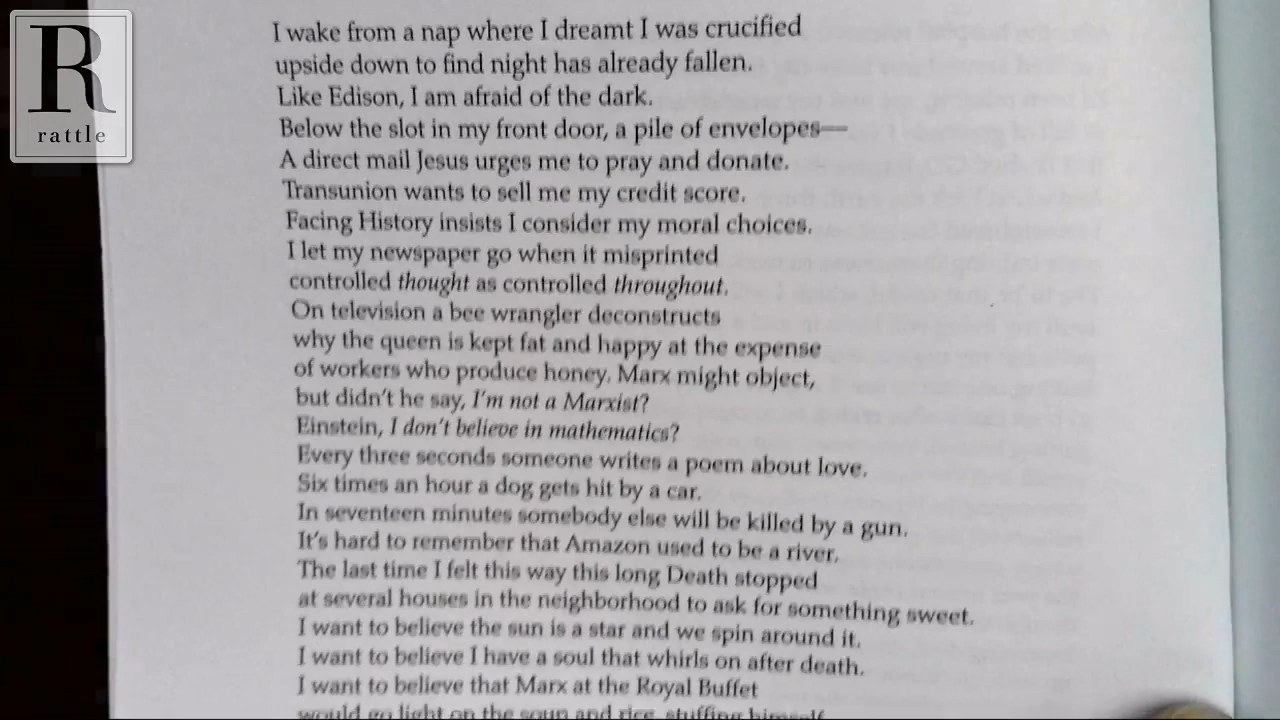 R
rattle
I wake from a nap where I dreamt I was crucified
upside down to find night has already fallen.
Like Edison, I am afraid of the dark.
Below the slot in my front door, a pile of envelopes—
A direct mail Jesus urges me to pray and donate.
Transunion wants to sell me my credit score.
Facing History insists I consider my moral choices.
I let my newspaper go when it misprinted
controlled thought as controlled throughout.
On television a bee wrangler deconstructs
why the queen is kept fat and happy at the expense
of workers who produce honey. Marx might object,
but didn't he say, I'm not a Marxist?
Einstein, I don't believe in mathematics?
Every three seconds someone writes a poem about love.
Six times an hour a dog gets hit by a car.
In seventeen minutes somebody else will be killed by a gun.
It's hard to remember that Amazon used to be a river.
The last time I felt this way this long Death stopped
at several houses in the neighborhood to ask for something sweet.
I want to believe the sun is a star and we spin around it.
I want to believe I have a soul that whirls on after death.
I want to believe that Marx at the Royal Buffet
would go light on the soup and rice, stuffing himself